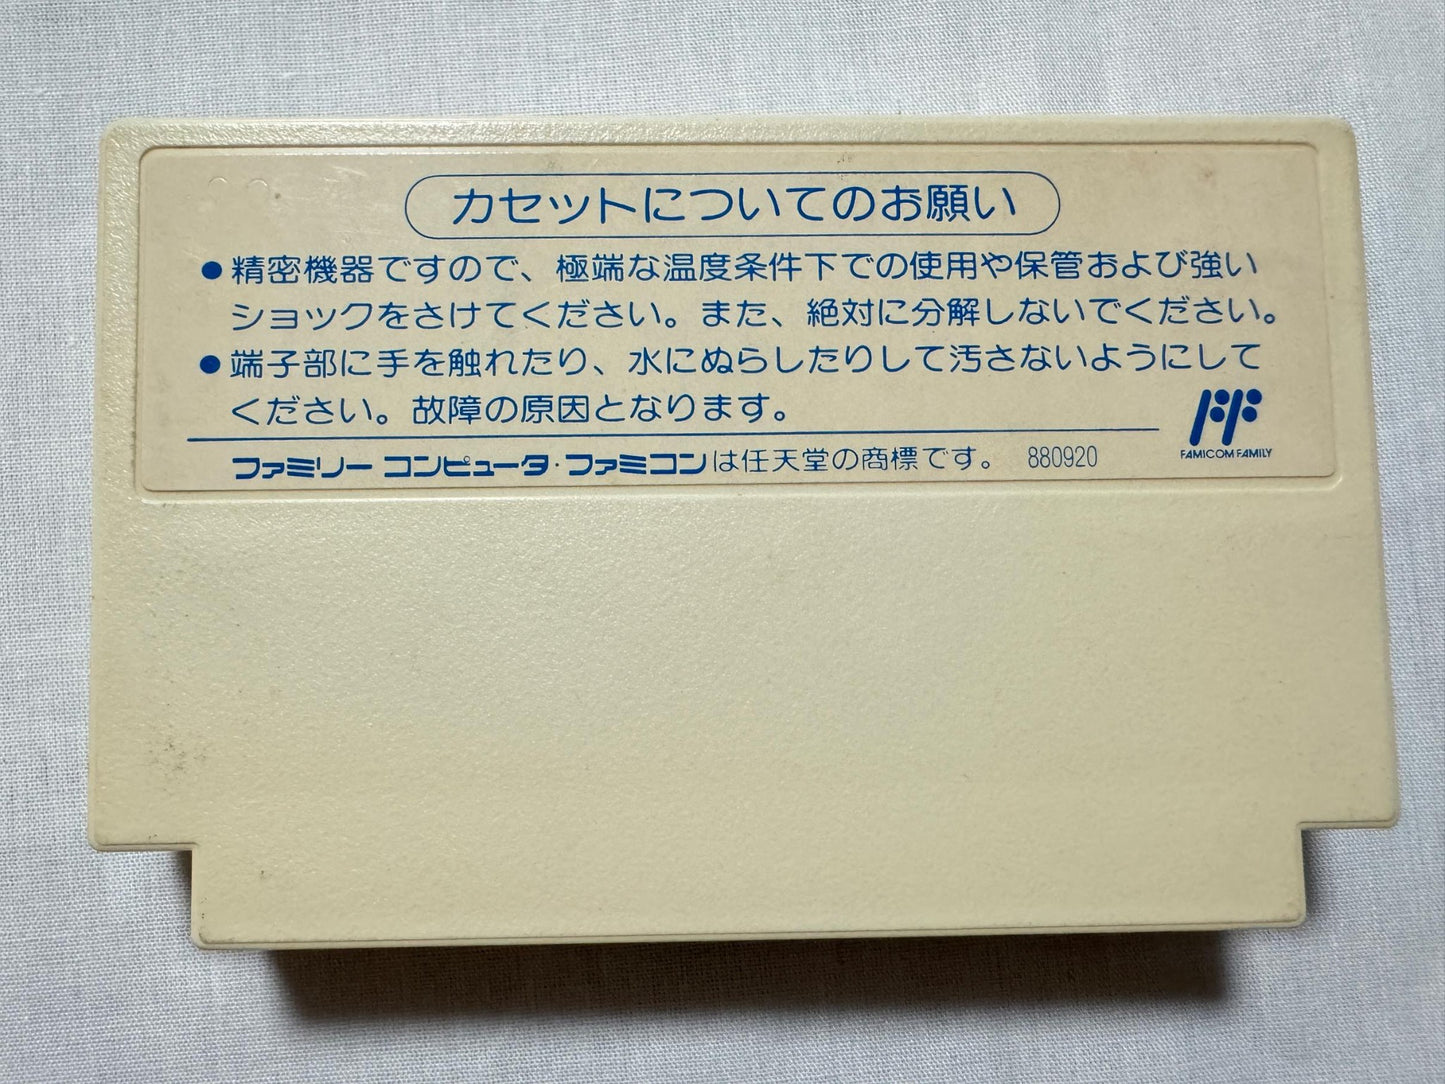 カセットについてのお願い
●精密機器ですので、極端な温度条件下での使用や保管および強い
ショックをさけてください。また、絶対に分解しないでください。
●端子部に手を触れたり、水にぬらしたりして汚さないようにして
ください。故障の原因となります。
FAMICOM FAMILY
ファミリー コンピュータ・ファミコンは任天堂の商標です。 880920